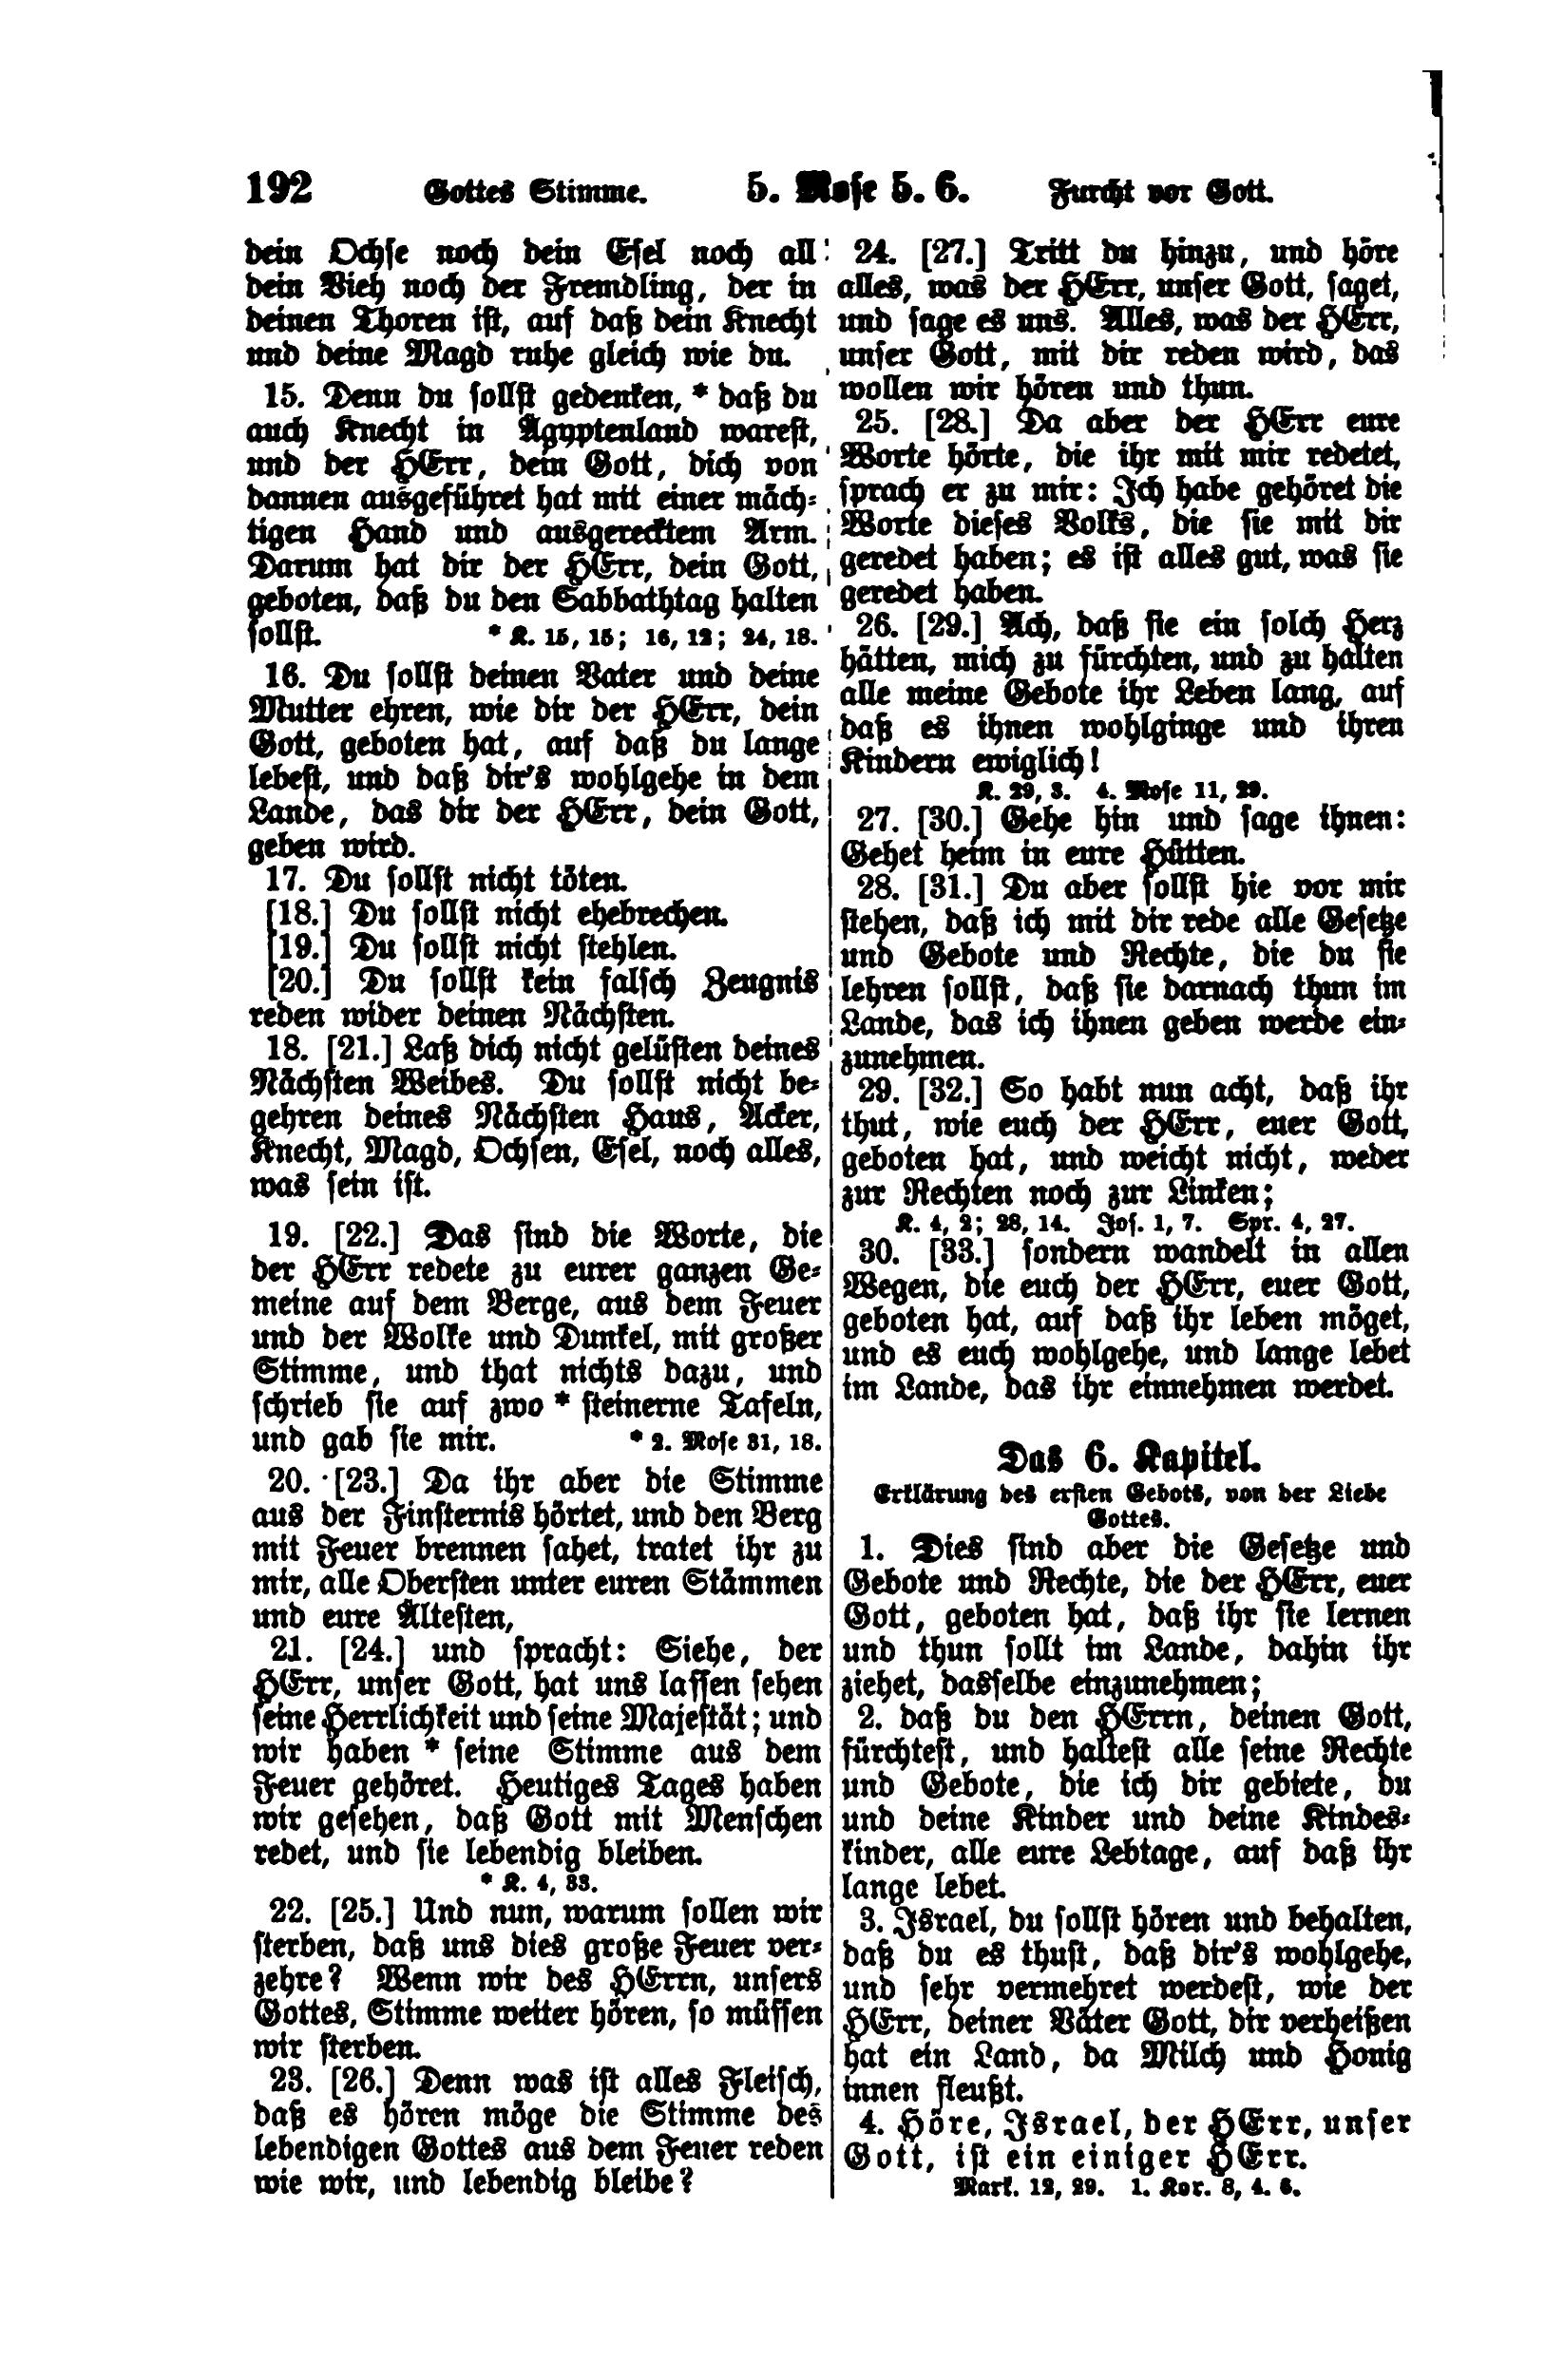 192 Gottes Stimme. 5. Mose 5. 6. Furcht vor Gott.
dein Ochse noch dein Esel noch all
dein Vieh noch der Fremdling, der in
deinen Thoren ist, auf daß dein Knecht
und deine Magd ruhe gleich wie du.
15. Denn du sollst gedenken, * daß du
auch Knecht in Ägyptenland warest,
und der HErr, dein Gott, dich von
dannen ausgeführet hat mit einer mäch-
tigen Hand und ausgerecktem Arm.
Darum hat dir der HErr, dein Gott,
geboten, daß du den Sabbathtag halten
sollst. * K. 15, 15; 16, 12; 24, 18.
16. Du sollst deinen Vater und deine
Mutter ehren, wie dir der HErr, dein
Gott, geboten hat, auf daß du lange
lebest, und daß dir's wohlgehe in dem
Lande, das dir der HErr, dein Gott,
geben wird.
17. Du sollst nicht töten.
[18.] Du sollst nicht ehebrechen.
[19.] Du sollst nicht stehlen.
[20.] Du sollst kein falsch Zeugnis
reden wider deinen Nächsten.
18. [21.] Laß dich nicht gelüsten deines
Nächsten Weibes. Du sollst nicht be-
gehren deines Nächsten Haus, Acker,
Knecht, Magd, Ochsen, Esel, noch alles,
was sein ist.
19. [22.] Das sind die Worte, die
der HErr redete zu eurer ganzen Ge-
meine auf dem Berge, aus dem Feuer
und der Wolke und Dunkel, mit großer
Stimme, und that nichts dazu, und
schrieb sie auf zwo * steinerne Tafeln,
und gab sie mir. * 2. Mose 31, 18.
20. [23.] Da ihr aber die Stimme
aus der Finsternis hörtet, und den Berg
mit Feuer brennen sahet, tratet ihr zu
mir, alle Obersten unter euren Stämmen
und eure Ältesten,
21. [24.] und spracht: Siehe, der
HErr, unser Gott, hat uns lassen sehen
seine Herrlichkeit und seine Majestät; und
wir haben * seine Stimme aus dem
Feuer gehöret. Heutiges Tages haben
wir gesehen, daß Gott mit Menschen
redet, und sie lebendig bleiben.
* K. 4, 33.
22. [25.] Und nun, warum sollen wir
sterben, daß uns dies große Feuer ver-
zehre? Wenn wir des HErrn, unsers
Gottes, Stimme weiter hören, so müssen
wir sterben.
23. [26.] Denn was ist alles Fleisch,
daß es hören möge die Stimme des
lebendigen Gottes aus dem Feuer reden
wie wir, und lebendig bleibe?
24. [27.] Tritt du hinzu, und höre
alles, was der HErr, unser Gott, saget,
und sage es uns. Alles, was der HErr,
unser Gott, mit dir reden wird, das
wollen wir hören und thun.
25. [28.] Da aber der HErr eure
Worte hörte, die ihr mit mir redetet,
sprach er zu mir: Ich habe gehöret die
Worte dieses Volks, die sie mit dir
geredet haben; es ist alles gut, was sie
geredet haben.
26. [29.] Ach, daß sie ein solch Herz
hätten, mich zu fürchten, und zu halten
alle meine Gebote ihr Leben lang, auf
daß es ihnen wohlginge und ihren
Kindern ewiglich!
K. 29, 3. 4. Mose 11, 29.
27. [30.] Gehe hin und sage ihnen:
Gehet heim in eure Hütten.
28. [31.] Du aber sollst hie vor mir
stehen, daß ich mit dir rede alle Gesetze
und Gebote und Rechte, die du sie
lehren sollst, daß sie darnach thun im
Lande, das ich ihnen geben werde ein-
zunehmen.
29. [32.] So habt nun acht, daß ihr
thut, wie euch der HErr, euer Gott,
geboten hat, und weicht nicht, weder
zur Rechten noch zur Linken;
K. 4, 2; 28, 14. Jos. 1, 7. Spr. 4, 27.
30. [33.] sondern wandelt in allen
Wegen, die euch der HErr, euer Gott,
geboten hat, auf daß ihr leben möget,
und es euch wohlgehe, und lange lebet
im Lande, das ihr einnehmen werdet.
Das 6. Kapitel.
Erklärung des ersten Gebots, von der Liebe
Gottes.
1. Dies sind aber die Gesetze und
Gebote und Rechte, die der HErr, euer
Gott, geboten hat, daß ihr sie lernen
und thun sollt im Lande, dahin ihr
ziehet, dasselbe einzunehmen;
2. daß du den HErrn, deinen Gott,
fürchtest, und haltest alle seine Rechte
und Gebote, die ich dir gebiete, du
und deine Kinder und deine Kindes-
kinder, alle eure Lebtage, auf daß ihr
lange lebet.
3. Israel, du sollst hören und behalten,
daß du es thust, daß dir's wohlgehe,
und sehr vermehret werdest, wie der
HErr, deiner Väter Gott, dir verheißen
hat ein Land, da Milch und Honig
innen fleußt.
4. Höre, Israel, der HErr, unser
Gott, ist ein einiger HErr.
Mark. 12, 29. 1. Kor. 8, 4. 6.